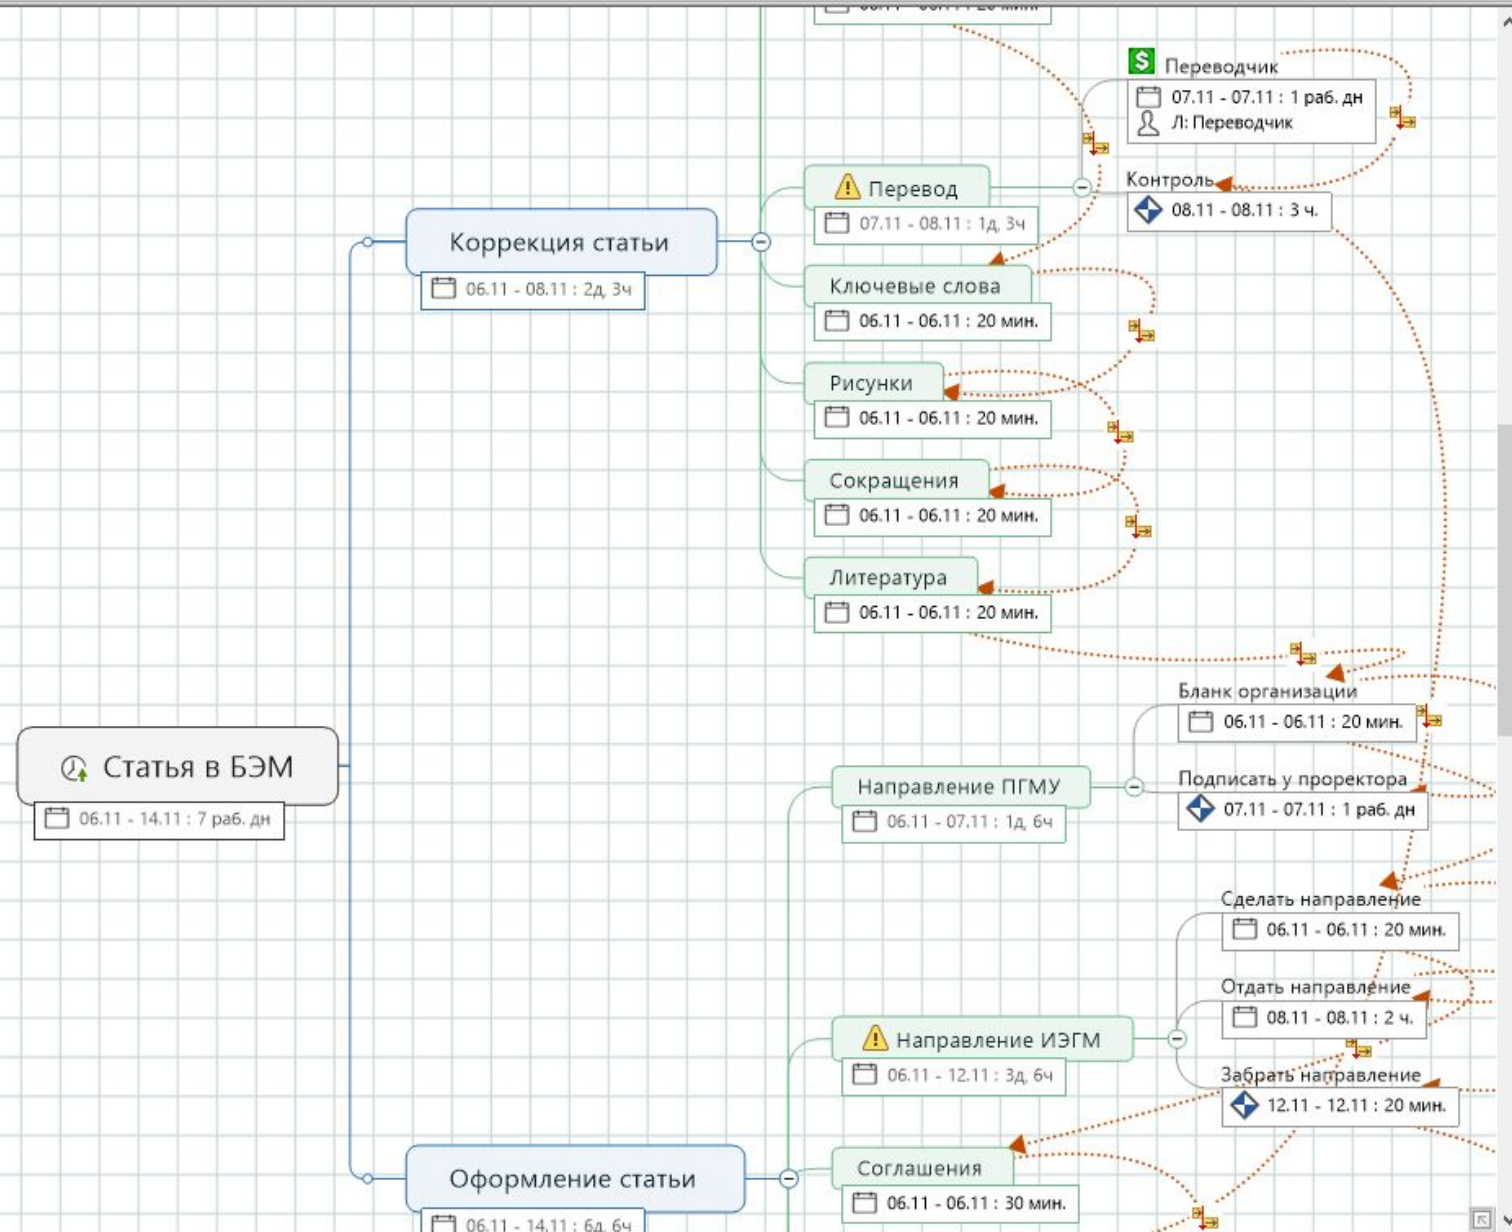 Переводчик
07.11 - 07.11 : 1 раб. дн
Л: Переводчик
Контроль
08.11 - 08.11 : 3 ч.
Перевод
07.11 - 08.11 : 1д, 3ч
Коррекция статьи
06.11 - 08.11 : 2д, 3ч
Ключевые слова
06.11 - 06.11 : 20 мин.
Рисунки
06.11 - 06.11 : 20 мин.
Сокращения
06.11 - 06.11 : 20 мин.
Литература
06.11 - 06.11 : 20 мин.
Бланк организации
06.11 - 06.11 : 20 мин.
Статья в БЭМ
06.11 - 14.11 : 7 раб. дн
Направление ПГМУ
06.11 - 07.11 : 1д, 6ч
Подписать у проректора
07.11 - 07.11 : 1 раб. дн
Сделать направление
06.11 - 06.11 : 20 мин.
Отдать направление
08.11 - 08.11 : 2 ч.
Направление ИЭГМ
06.11 - 12.11 : 3д, 6ч
Забрать направление
12.11 - 12.11 : 20 мин.
Оформление статьи
06.11 - 14.11 : 6д, 6ч
Соглашения
06.11 - 06.11 : 30 мин.